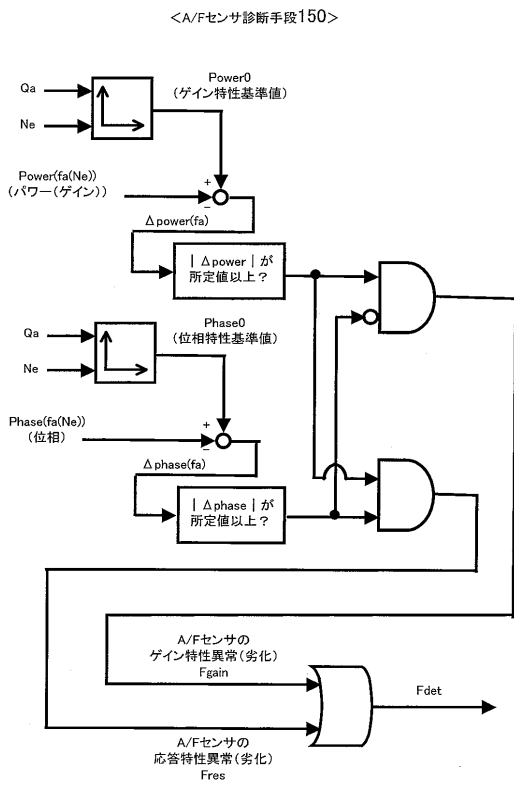 ＜A/Fセンサ診断手段150＞
Qa
Ne
Power0
（ゲイン特性基準値）
Power(fa(Ne))
（パワー（ゲイン））
+
−
Δpower(fa)
｜Δpower｜が
所定値以上？
Qa
Ne
Phase0
（位相特性基準値）
Phase(fa(Ne))
（位相）
+
−
Δphase(fa)
｜Δphase｜が
所定値以上？
A/Fセンサの
ゲイン特性異常（劣化）
Fgain
Fdet
A/Fセンサの
応答特性異常（劣化）
Fres